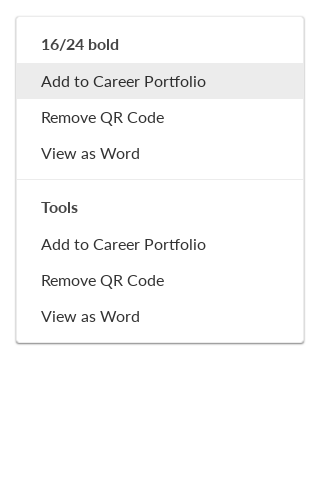 16/24 bold
Add to Career Portfolio
Remove QR Code
View as Word
Tools
Add to Career Portfolio
Remove QR Code
View as Word